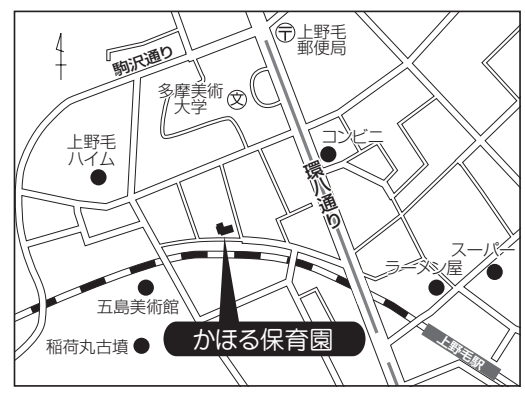 上野毛
郵便局
駒沢通り
多摩美術
大学
文
コンビニ
上野毛
ハイム
環八通り
スーパー
ラーメン屋
五島美術館
かほる保育園
稲荷丸古墳
上野毛駅